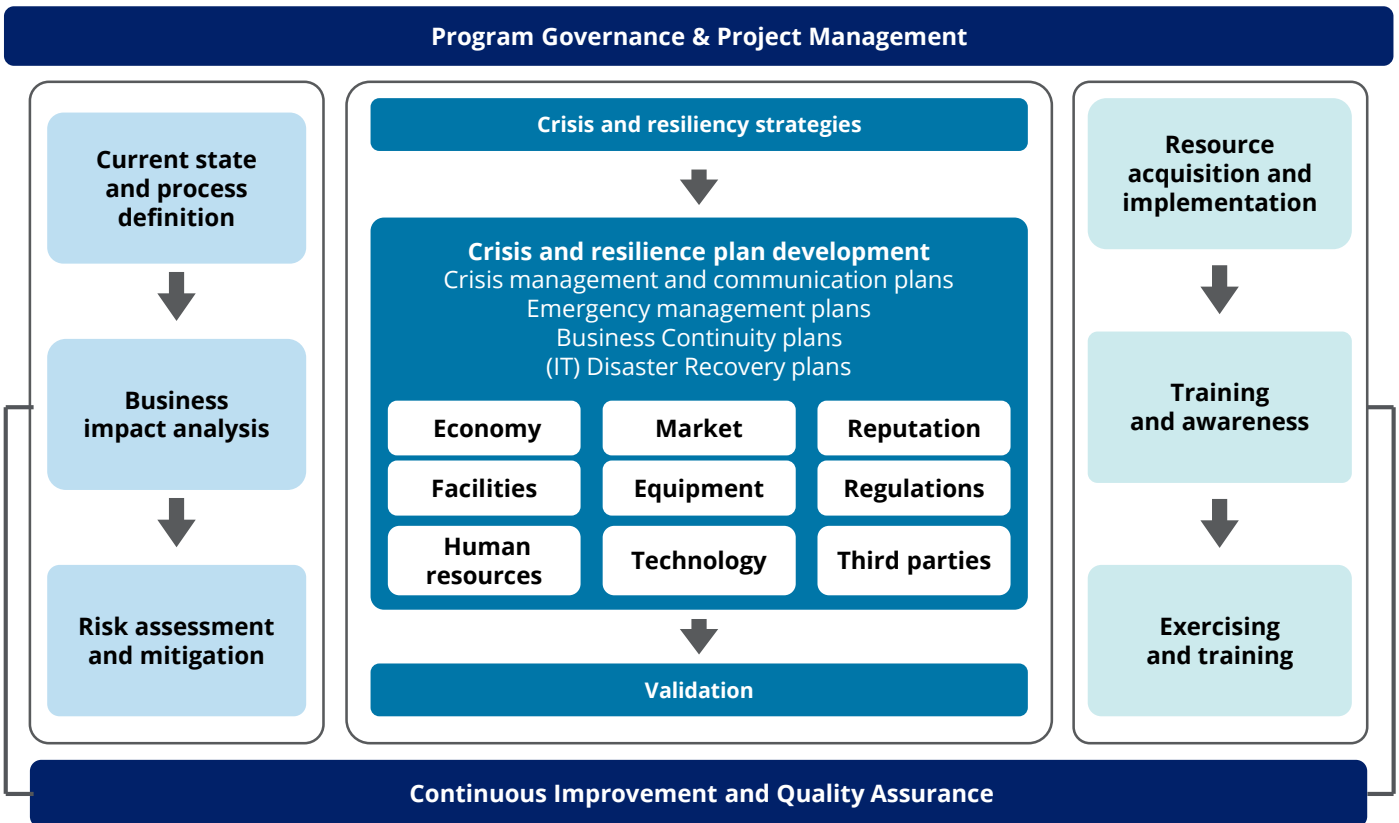 Program Governance & Project Management
Current state
and process
definition
Business
impact analysis
Risk assessment
and mitigation
Crisis and resiliency strategies
Crisis and resilience plan development
Crisis management and communication plans
Emergency management plans
Business Continuity plans
(IT) Disaster Recovery plans
Economy
Market
Reputation
Facilities
Equipment
Regulations
Human
resources
Technology
Third parties
Validation
Resource
acquisition and
implementation
Training
and awareness
Exercising
and training
Continuous Improvement and Quality Assurance